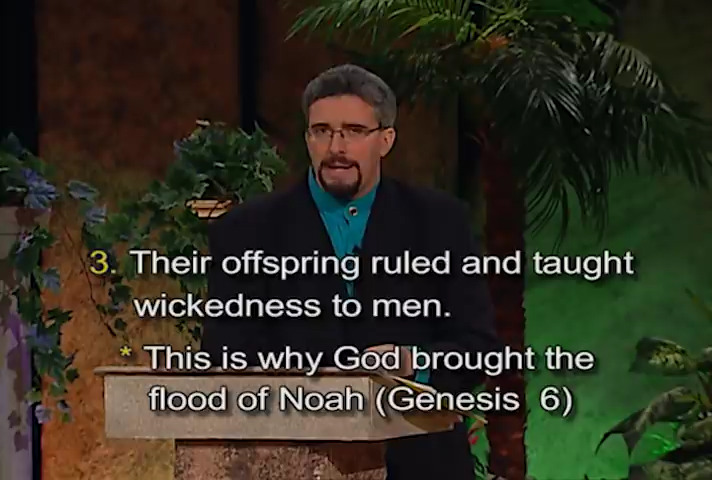 3. Their offspring ruled and taught
wickedness to men.
* This is why God brought the
flood of Noah (Genesis 6)